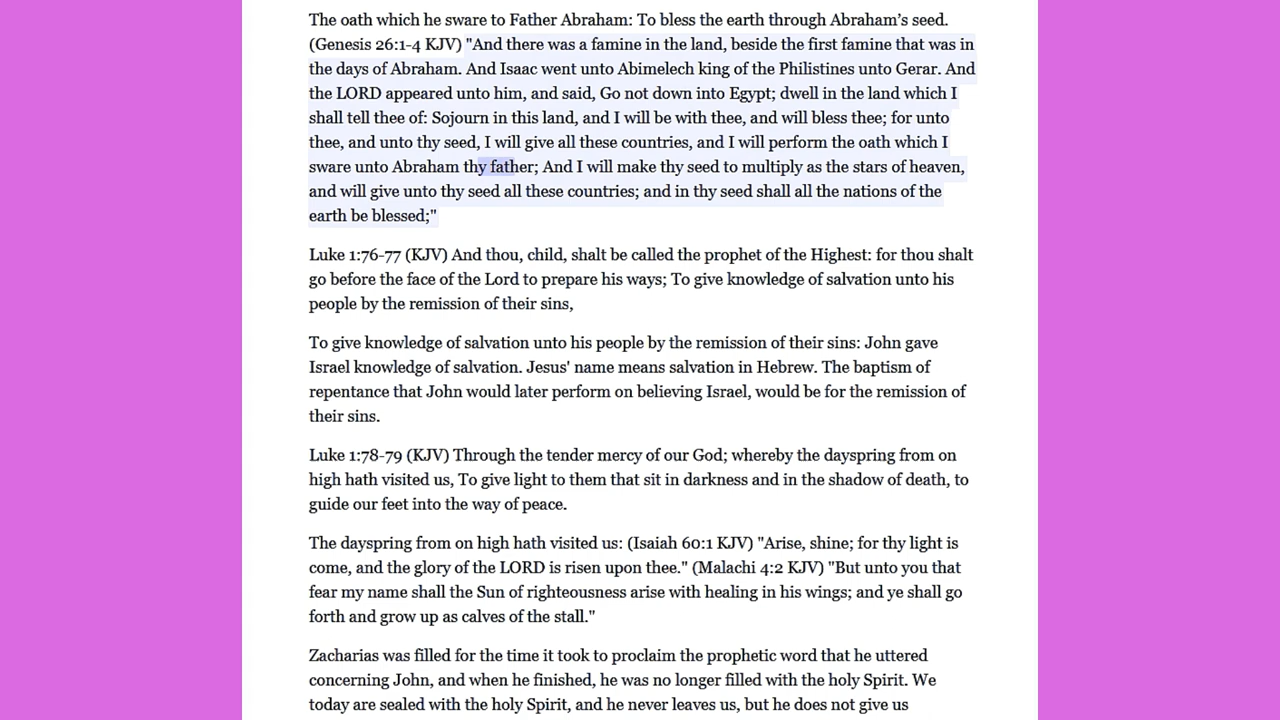 The oath which he sware to Father Abraham: To bless the earth through Abraham’s seed.
(Genesis 26:1-4 KJV) "And there was a famine in the land, beside the first famine that was in
the days of Abraham. And Isaac went unto Abimelech king of the Philistines unto Gerar. And
the LORD appeared unto him, and said, Go not down into Egypt; dwell in the land which I
shall tell thee of: Sojourn in this land, and I will be with thee, and will bless thee; for unto
thee, and unto thy seed, I will give all these countries, and I will perform the oath which I
sware unto Abraham thy father; And I will make thy seed to multiply as the stars of heaven,
and will give unto thy seed all these countries; and in thy seed shall all the nations of the
earth be blessed;"
Luke 1:76-77 (KJV) And thou, child, shalt be called the prophet of the Highest: for thou shalt
go before the face of the Lord to prepare his ways; To give knowledge of salvation unto his
people by the remission of their sins,
To give knowledge of salvation unto his people by the remission of their sins: John gave
Israel knowledge of salvation. Jesus' name means salvation in Hebrew. The baptism of
repentance that John would later perform on believing Israel, would be for the remission of
their sins.
Luke 1:78-79 (KJV) Through the tender mercy of our God; whereby the dayspring from on
high hath visited us, To give light to them that sit in darkness and in the shadow of death, to
guide our feet into the way of peace.
The dayspring from on high hath visited us: (Isaiah 60:1 KJV) "Arise, shine; for thy light is
come, and the glory of the LORD is risen upon thee." (Malachi 4:2 KJV) "But unto you that
fear my name shall the Sun of righteousness arise with healing in his wings; and ye shall go
forth and grow up as calves of the stall."
Zacharias was filled for the time it took to proclaim the prophetic word that he uttered
concerning John, and when he finished, he was no longer filled with the holy Spirit. We
today are sealed with the holy Spirit, and he never leaves us, but he does not give us